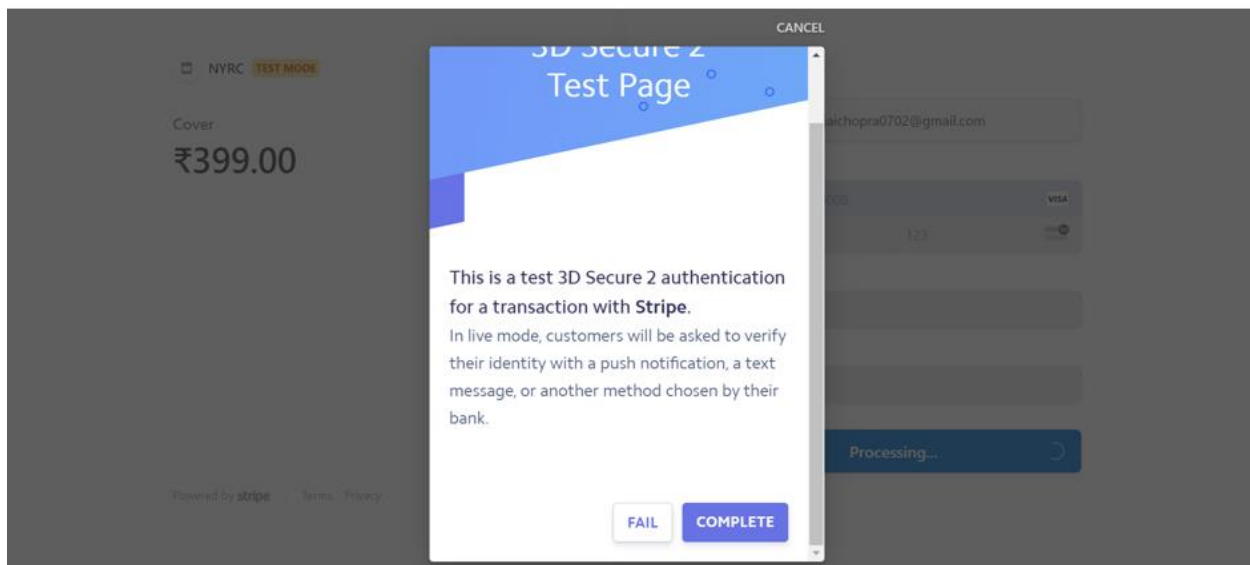 CANCEL
NYRC TEST MODE
Cover
₹399.00
3D Secure 2
Test Page
aichopra0702@gmail.com
VISA
123
This is a test 3D Secure 2 authentication
for a transaction with Stripe.
In live mode, customers will be asked to verify
their identity with a push notification, a text
message, or another method chosen by their
bank.
Processing...
Powered by stripe Terms Privacy
FAIL COMPLETE